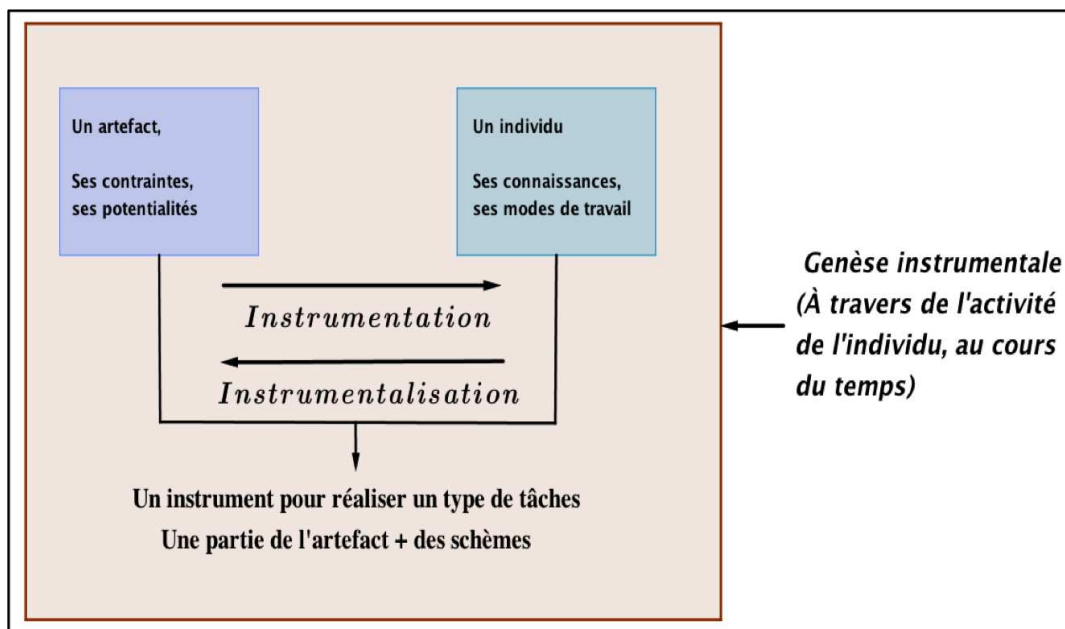 Un artefact,
Ses contraintes,
ses potentialités
Un individu
Ses connaissances,
ses modes de travail
Instrumentation
Instrumentalisation
Un instrument pour réaliser un type de tâches
Une partie de l'artefact + des schèmes
Genèse instrumentale
(À travers de l'activité
de l'individu, au cours
du temps)